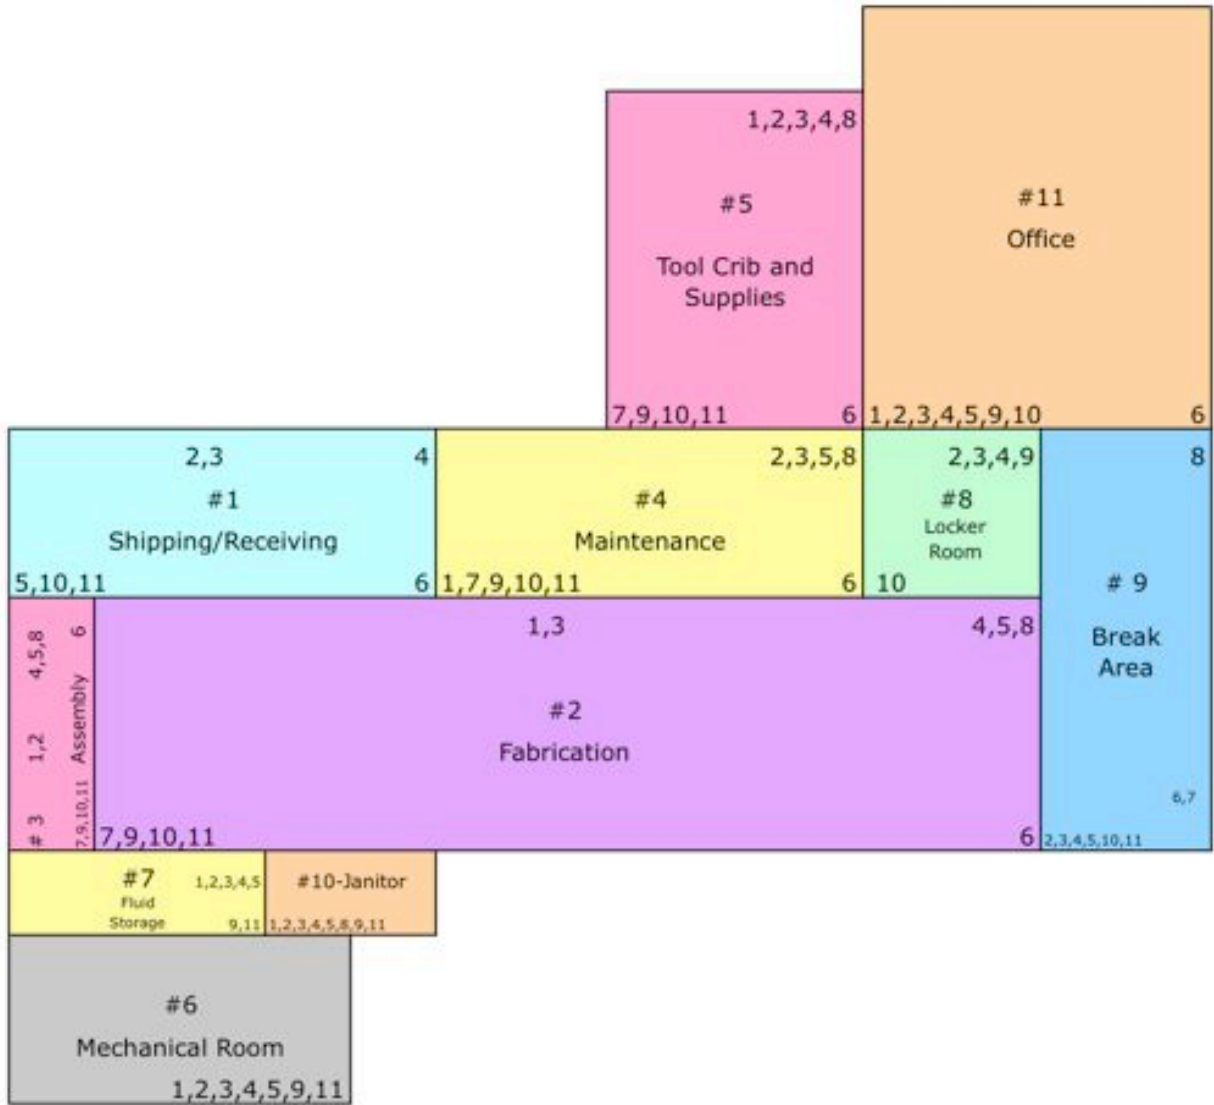 1,2,3,4,8
#5
Tool Crib and
Supplies
7,9,10,11 6
#11
Office
1,2,3,4,5,9,10 6
2,3 4
#1
Shipping/Receiving
5,10,11 6
2,3,5,8
#4
Maintenance
1,7,9,10,11 6
2,3,4,9
#8
Locker
Room
10
8
# 9
Break
Area
6,7
2,3,4,5,10,11
# 3 1,2 4,5,8
7,9,10,11 Assembly 6
1,3 4,5,8
#2
Fabrication
7,9,10,11 6
#7 1,2,3,4,5
Fluid
Storage 9,11
#10-Janitor
1,2,3,4,5,8,9,11
#6
Mechanical Room
1,2,3,4,5,9,11